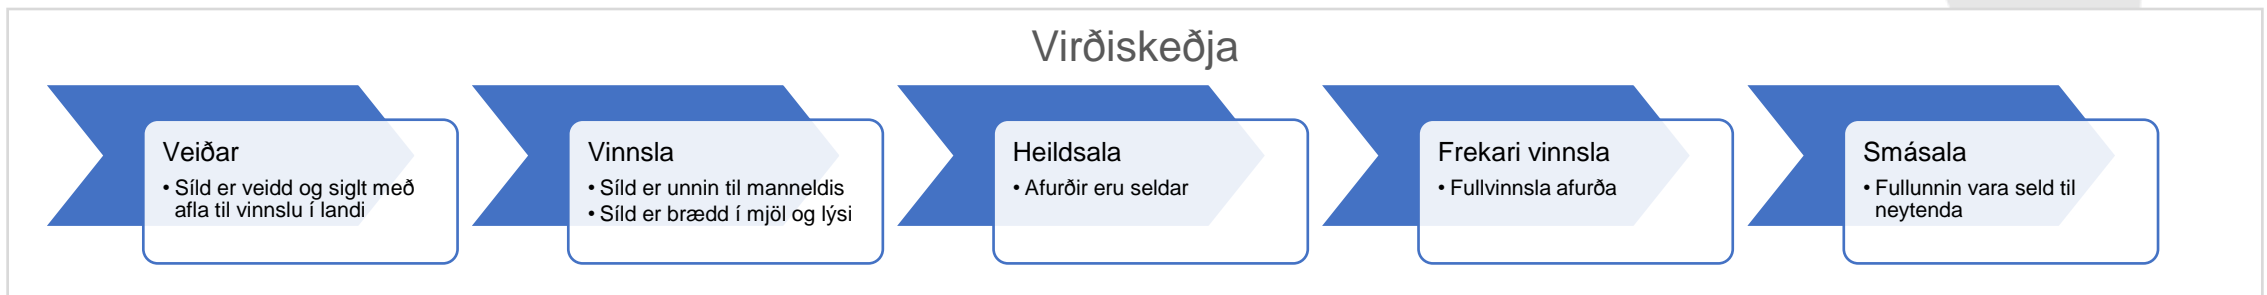 Virðiskeðja
Veiðar
• Síld er veidd og siglt með
afla til vinnslu í landi
Vinnsla
• Síld er unnin til manneldis
• Síld er brædd í mjöl og lýsi
Heildsala
• Afurðir eru seldar
Frekari vinnsla
• Fullvinnsla afurða
Smásala
• Fullunnin vara seld til
neytenda